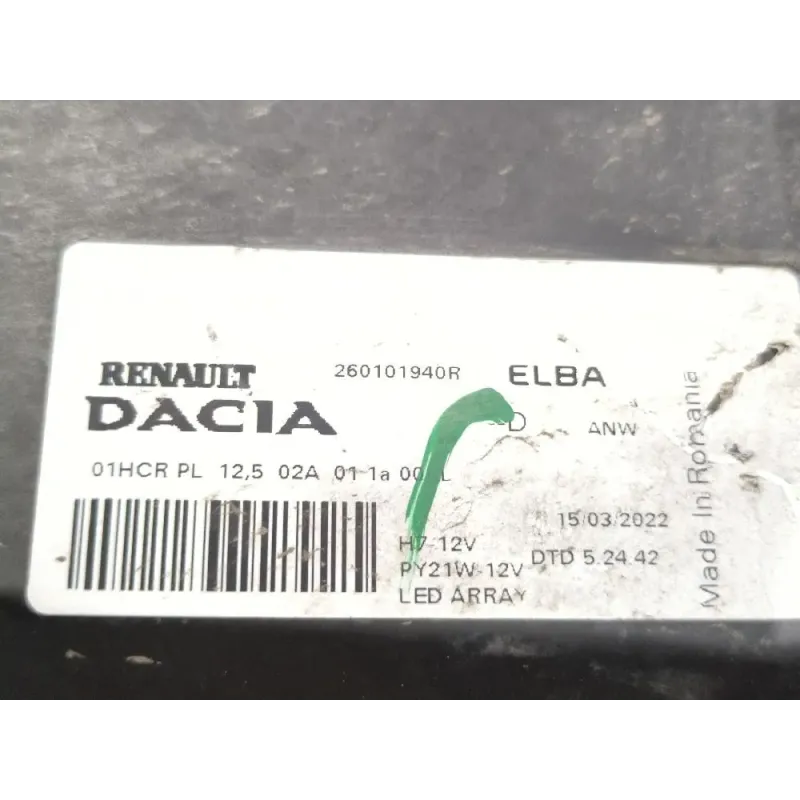 RENAULT 260101940R ELBA
DACIA D ANW
01HCR PL 12,5 02A 01 1a 00 L
15/03/2022
H7-12V
PY21W-12V DTD 5.24.42
LED ARRAY
Made In Romania